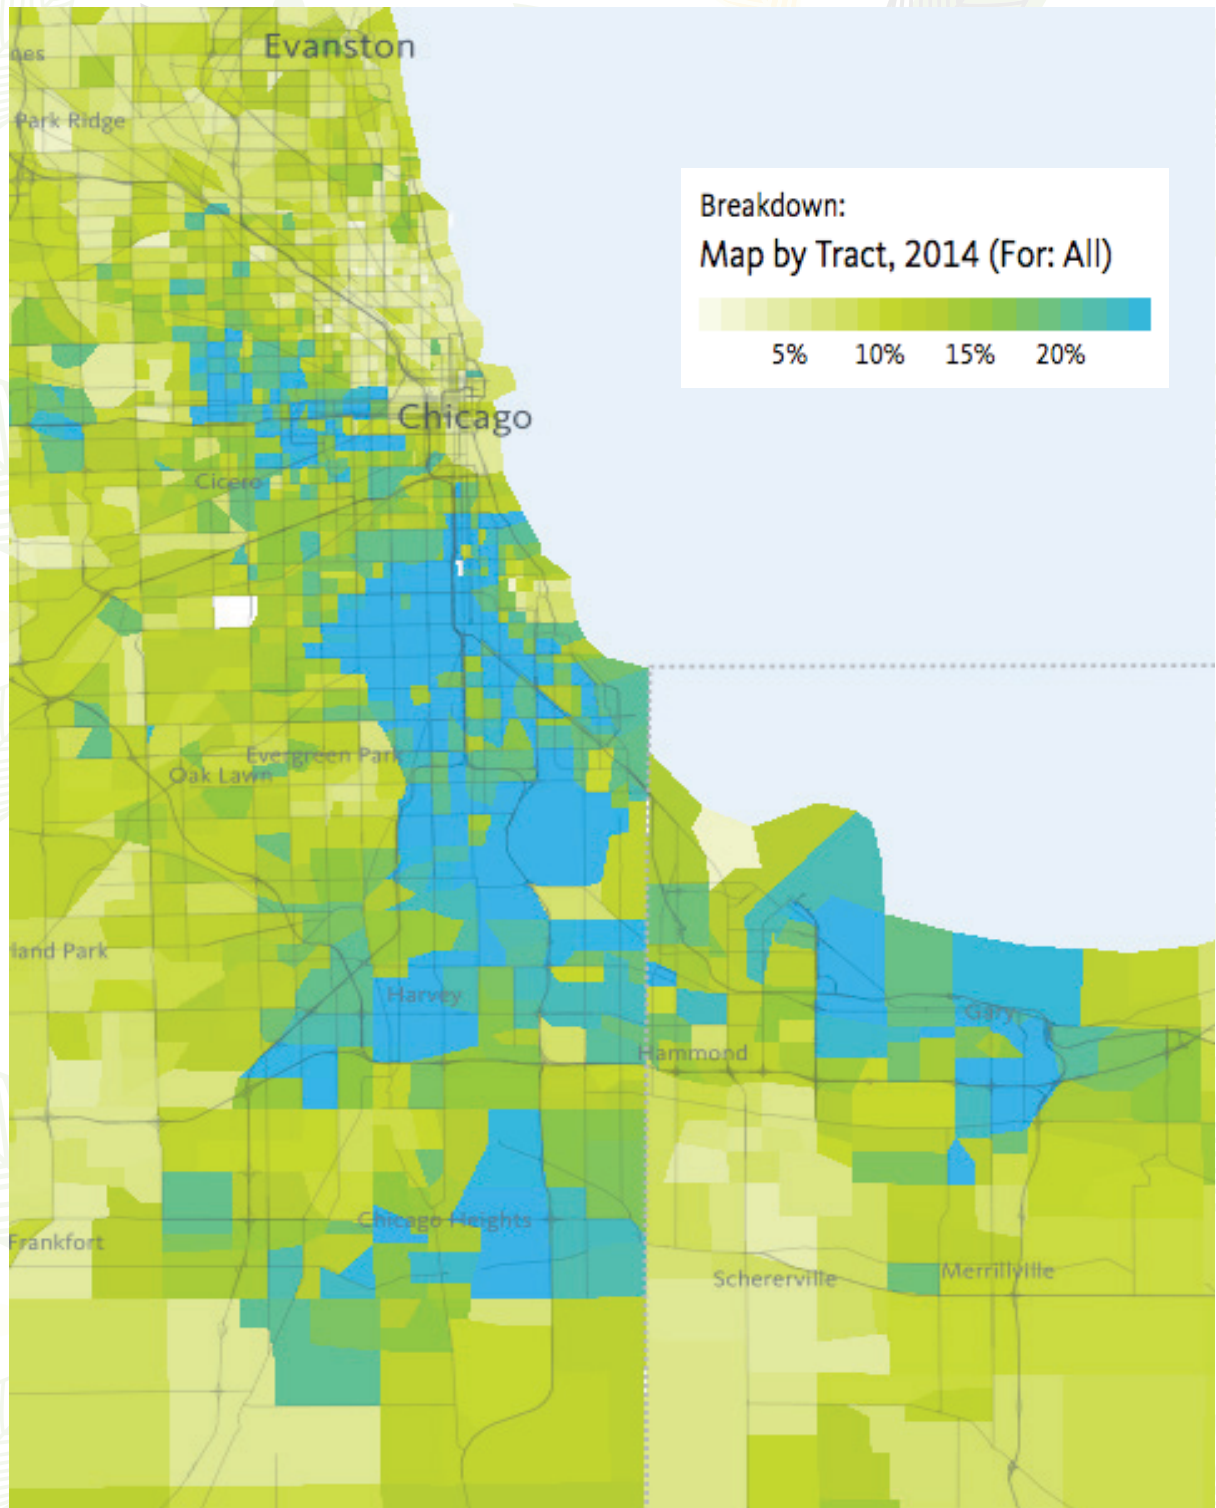 Evanston
nes
Park Ridge
Breakdown:
Map by Tract, 2014 (For: All)
5% 10% 15% 20%
Chicago
Cicero
Evergreen Park
Oak Lawn
land Park
Harvey
Gary
Hammond
Chicago Heights
Frankfort
Schererville
Merrillville